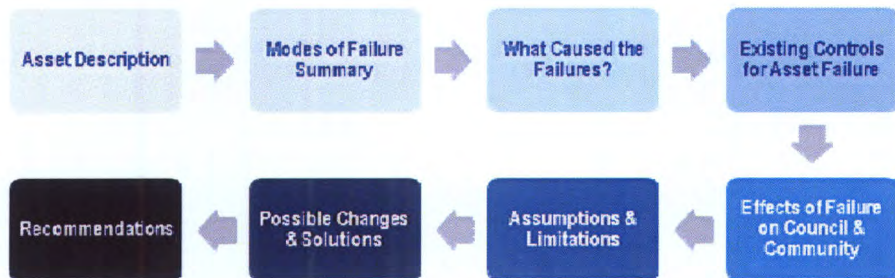 Asset Description
Modes of Failure
Summary
What Caused the
Failures?
Existing Controls
for Asset Failure
Effects of Failure
on Council &
Community
Assumptions &
Limitations
Possible Changes
& Solutions
Recommendations